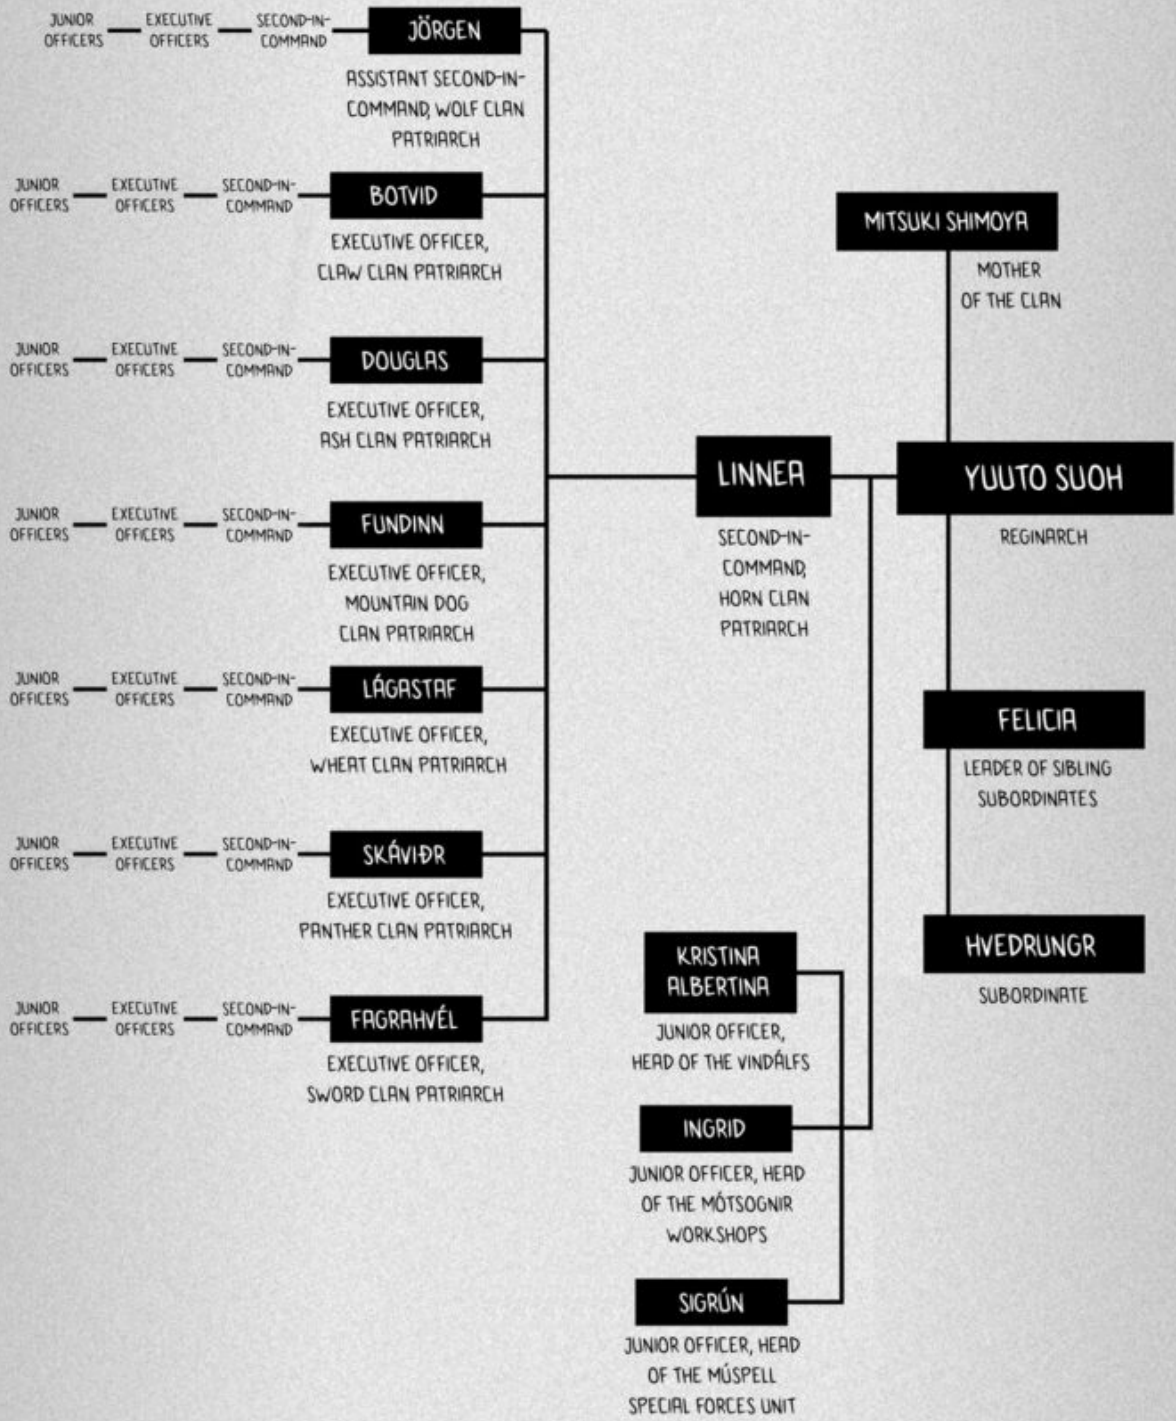 JUNIOR
OFFICERS
EXECUTIVE
OFFICERS
SECOND-IN-
COMMAND
JÖRGEN
ASSISTANT SECOND-IN-
COMMAND, WOLF CLAN
PATRIARCH
JUNIOR
OFFICERS
EXECUTIVE
OFFICERS
SECOND-IN-
COMMAND
BOTVID
EXECUTIVE OFFICER,
CLAW CLAN PATRIARCH
JUNIOR
OFFICERS
EXECUTIVE
OFFICERS
SECOND-IN-
COMMAND
DOUGLAS
EXECUTIVE OFFICER,
ASH CLAN PATRIARCH
JUNIOR
OFFICERS
EXECUTIVE
OFFICERS
SECOND-IN-
COMMAND
FUNDINN
EXECUTIVE OFFICER,
MOUNTAIN DOG
CLAN PATRIARCH
JUNIOR
OFFICERS
EXECUTIVE
OFFICERS
SECOND-IN-
COMMAND
LÁGASTAF
EXECUTIVE OFFICER,
WHEAT CLAN PATRIARCH
JUNIOR
OFFICERS
EXECUTIVE
OFFICERS
SECOND-IN-
COMMAND
SKÁVIÐR
EXECUTIVE OFFICER,
PANTHER CLAN PATRIARCH
JUNIOR
OFFICERS
EXECUTIVE
OFFICERS
SECOND-IN-
COMMAND
FAGRAHVÉL
EXECUTIVE OFFICER,
SWORD CLAN PATRIARCH
LINNEA
SECOND-IN-
COMMAND,
HORN CLAN
PATRIARCH
MITSUKI SHIMOYA
MOTHER
OF THE CLAN
YUUTO SUOH
REGINARCH
FELICIA
LEADER OF SIBLING
SUBORDINATES
HVEDRUNGR
SUBORDINATE
KRISTINA
ALBERTINA
JUNIOR OFFICER,
HEAD OF THE VINDÁLFS
INGRID
JUNIOR OFFICER, HEAD
OF THE MÓTSOGNIR
WORKSHOPS
SIGRÚN
JUNIOR OFFICER, HEAD
OF THE MÚSPELL
SPECIAL FORCES UNIT